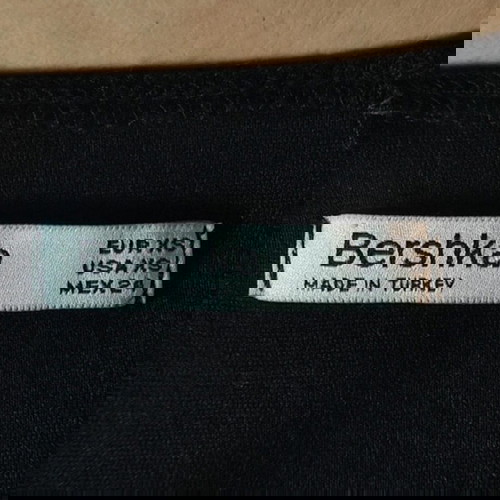 EUR XS
USA XS
MEX 24
Bershka
MADE IN TURKEY